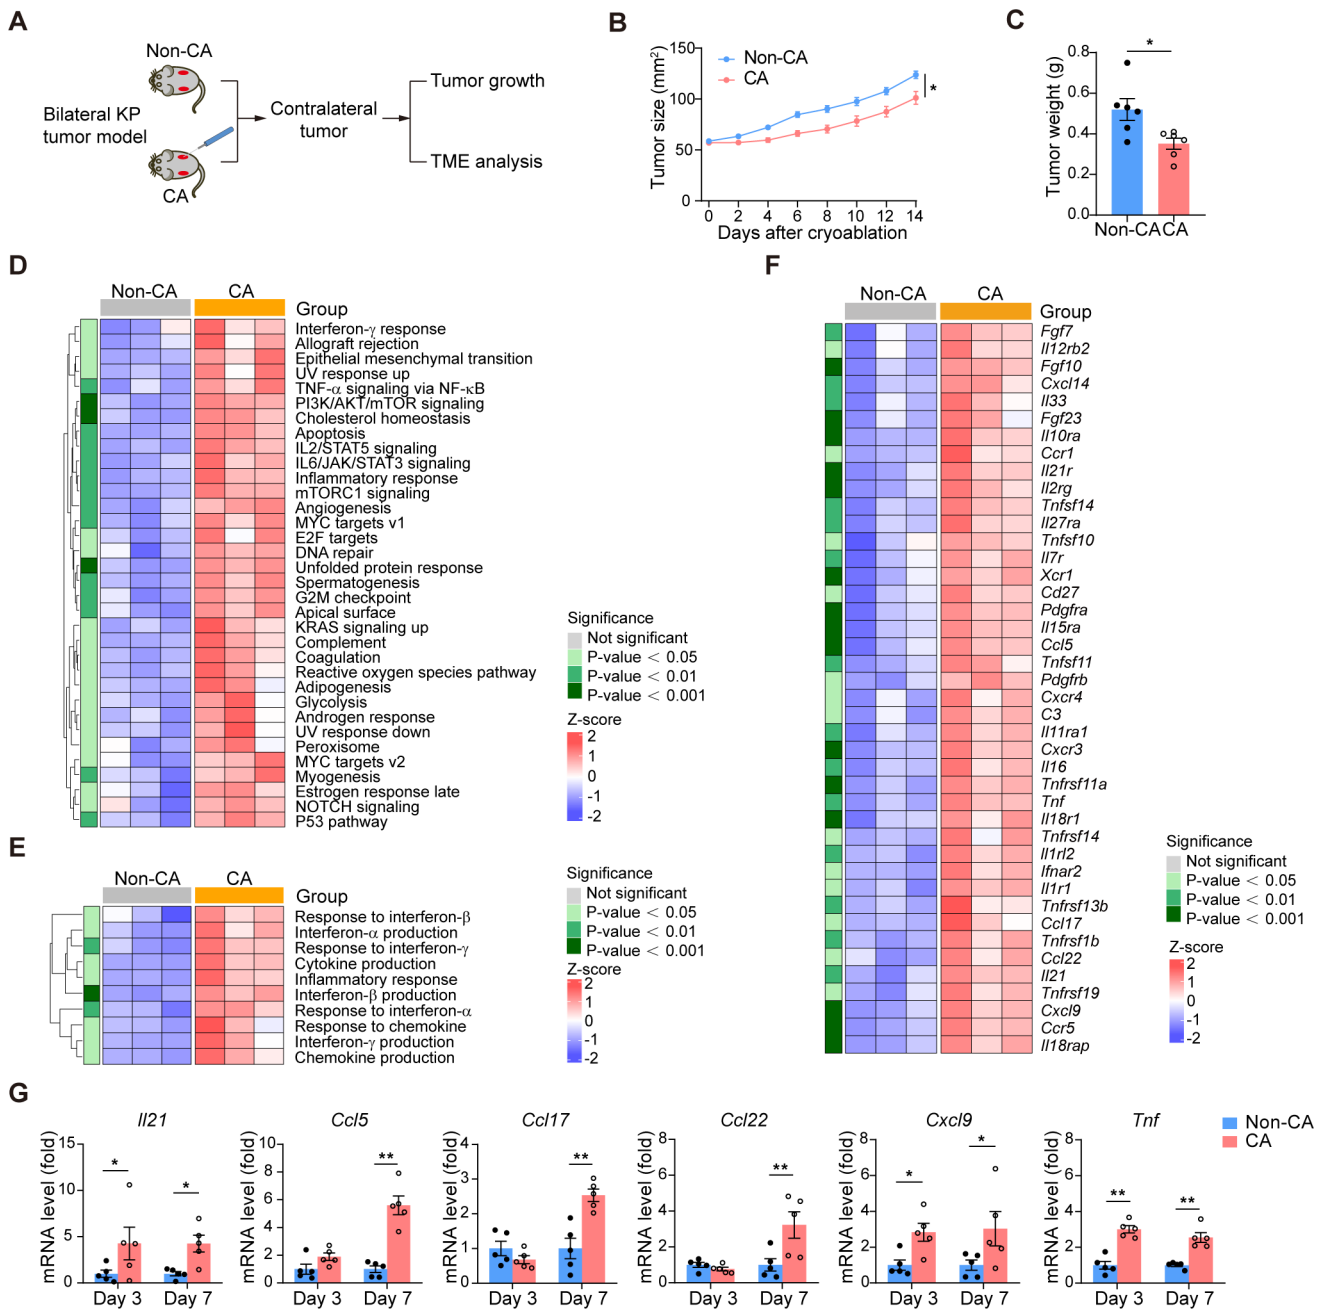 A
Non-CA
Bilateral KP
tumor model
CA
Contralateral
tumor
Tumor growth
TME analysis
B
Tumor size (mm²)
150
100
50
0
Non-CA
CA
*
0 2 4 6 8 10 12 14
Days after cryoablation
C
Tumor weight (g)
0.8
0.6
0.4
0.2
0.0
*
Non-CA CA
D
Non-CA CA
Group
Interferon-γ response
Allograft rejection
Epithelial mesenchymal transition
UV response up
TNF-α signaling via NF-κB
PI3K/AKT/mTOR signaling
Cholesterol homeostasis
Apoptosis
IL2/STAT5 signaling
IL6/JAK/STAT3 signaling
Inflammatory response
mTORC1 signaling
Angiogenesis
MYC targets v1
E2F targets
DNA repair
Unfolded protein response
Spermatogenesis
G2M checkpoint
Apical surface
KRAS signaling up
Complement
Coagulation
Reactive oxygen species pathway
Adipogenesis
Glycolysis
Androgen response
UV response down
Peroxisome
MYC targets v2
Myogenesis
Estrogen response late
NOTCH signaling
P53 pathway
Significance
Not significant
P-value < 0.05
P-value < 0.01
P-value < 0.001
Z-score
2
1
0
-1
-2
E
Non-CA CA
Group
Response to interferon-β
Interferon-α production
Response to interferon-γ
Cytokine production
Inflammatory response
Interferon-β production
Response to interferon-α
Response to chemokine
Interferon-γ production
Chemokine production
Significance
Not significant
P-value < 0.05
P-value < 0.01
P-value < 0.001
Z-score
2
1
0
-1
-2
F
Non-CA CA
Group
Fgf7
Il12rb2
Fgf10
Cxcl14
Il33
Fgf23
Il10ra
Ccr1
Il21r
Il2rg
Tnfsf14
Il27ra
Tnfsf10
Il7r
Xcr1
Cd27
Pdgfra
Il15ra
Ccl5
Tnfsf11
Pdgfrb
Cxcr4
C3
Il11ra1
Cxcr3
Il16
Tnfrsf11a
Tnf
Il18r1
Tnfrsf14
Il1rl2
Ifnar2
Il1r1
Tnfrsf13b
Ccl17
Tnfrsf1b
Ccl22
Il21
Tnfrsf19
Cxcl9
Ccr5
Il18rap
Significance
Not significant
P-value < 0.05
P-value < 0.01
P-value < 0.001
Z-score
2
1
0
-1
-2
G
Il21
mRNA level (fold)
15
10
5
0
* *
Day 3 Day 7
Ccl5
mRNA level (fold)
10
8
6
4
2
0
**
Day 3 Day 7
Ccl17
mRNA level (fold)
4
3
2
1
0
**
Day 3 Day 7
Ccl22
mRNA level (fold)
8
6
4
2
0
**
Day 3 Day 7
Cxcl9
mRNA level (fold)
8
6
4
2
0
* *
Day 3 Day 7
Tnf
mRNA level (fold)
8
6
4
2
0
** **
Day 3 Day 7
Non-CA
CA